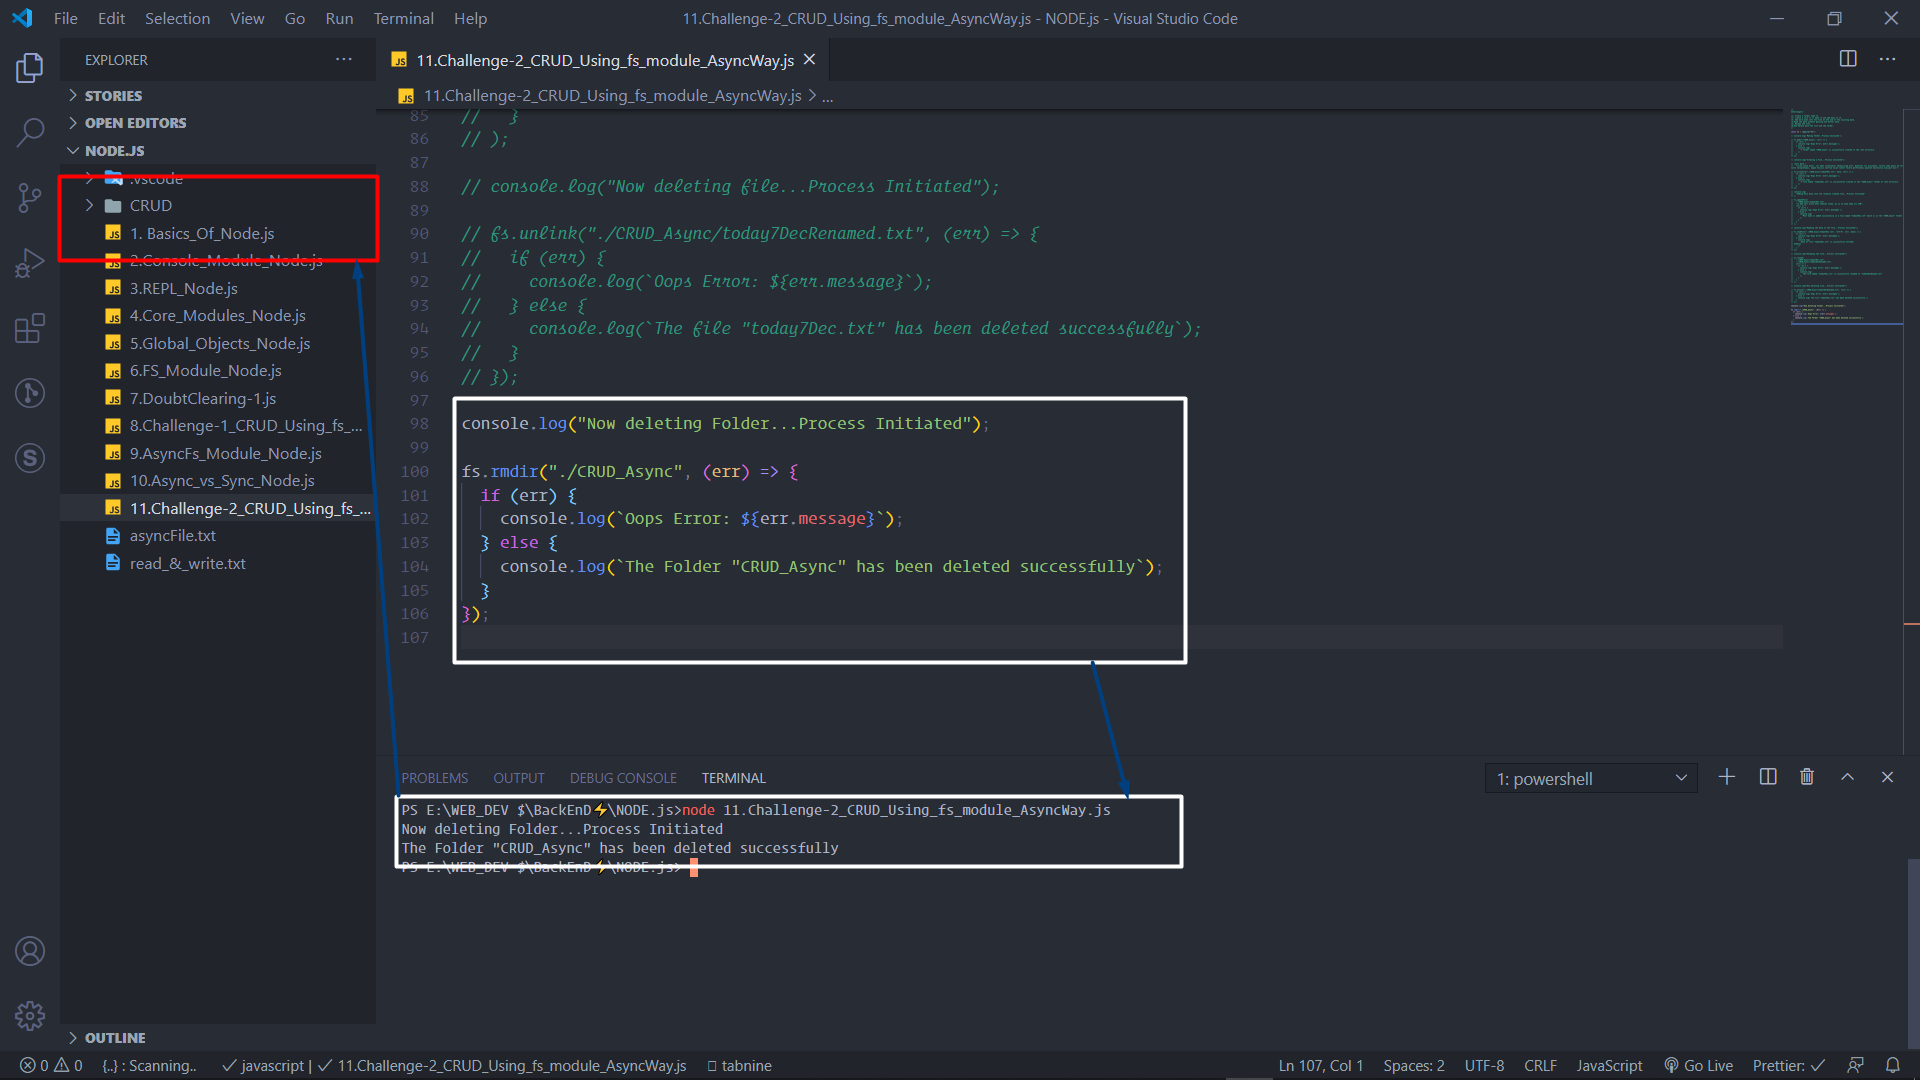 File Edit Selection View Go Run Terminal Help
11.Challenge-2_CRUD_Using_fs_module_AsyncWay.js - NODE.js - Visual Studio Code
EXPLORER
STORIES
OPEN EDITORS
NODE.JS
.vscode
CRUD
1. Basics_Of_Node.js
2.Console_Module_Node.js
3.REPL_Node.js
4.Core_Modules_Node.js
5.Global_Objects_Node.js
6.FS_Module_Node.js
7.DoubtClearing-1.js
8.Challenge-1_CRUD_Using_fs_...
9.AsyncFs_Module_Node.js
10.Async_vs_Sync_Node.js
11.Challenge-2_CRUD_Using_fs_...
asyncFile.txt
read_&_write.txt
OUTLINE
11.Challenge-2_CRUD_Using_fs_module_AsyncWay.js
11.Challenge-2_CRUD_Using_fs_module_AsyncWay.js > ...
85 //   }
86 // );
87
88 // console.log("Now deleting file...Process Initiated");
89
90 // fs.unlink("./CRUD_Async/today7DecRenamed.txt", (err) => {
91 //   if (err) {
92 //     console.log(`Oops Error: ${err.message}`);
93 //   } else {
94 //     console.log(`The file "today7Dec.txt" has been deleted successfully`);
95 //   }
96 // });
97
98 console.log("Now deleting Folder...Process Initiated");
99
100 fs.rmdir("./CRUD_Async", (err) => {
101   if (err) {
102     console.log(`Oops Error: ${err.message}`);
103   } else {
104     console.log(`The Folder "CRUD_Async" has been deleted successfully`);
105   }
106 });
107
PROBLEMS OUTPUT DEBUG CONSOLE TERMINAL
1: powershell
PS E:\WEB_DEV $\BackEnD⚡\NODE.js>node 11.Challenge-2_CRUD_Using_fs_module_AsyncWay.js
Now deleting Folder...Process Initiated
The Folder "CRUD_Async" has been deleted successfully
PS E:\WEB_DEV $\BackEnD⚡\NODE.js>
0 0 {..} : Scanning.. ✓ javascript | ✓ 11.Challenge-2_CRUD_Using_fs_module_AsyncWay.js tabnine
Ln 107, Col 1 Spaces: 2 UTF-8 CRLF JavaScript Go Live Prettier: ✓